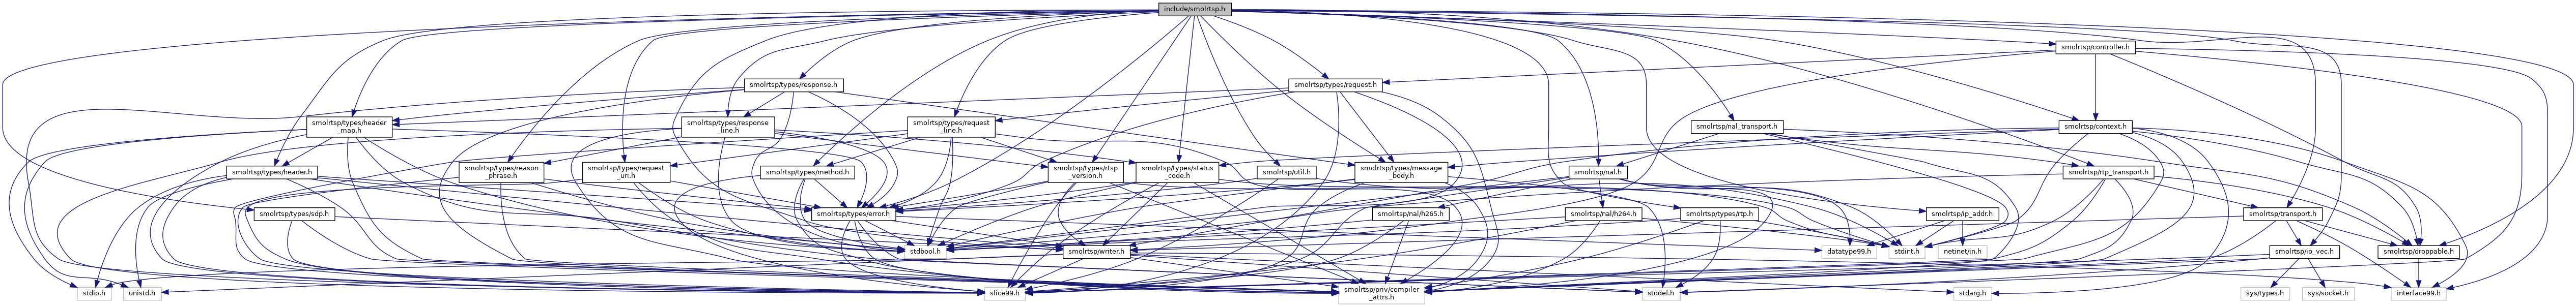 include/smolrtsp.h
smolrtsp/controller.h
smolrtsp/types/response.h
smolrtsp/types/request.h
smolrtsp/types/header
_map.h
smolrtsp/types/response
_line.h
smolrtsp/types/request
_line.h
smolrtsp/nal_transport.h
smolrtsp/context.h
smolrtsp/types/header.h
smolrtsp/types/reason
_phrase.h
smolrtsp/types/request
_uri.h
smolrtsp/types/method.h
smolrtsp/types/rtsp
_version.h
smolrtsp/types/status
_code.h
smolrtsp/util.h
smolrtsp/types/message
_body.h
smolrtsp/nal.h
smolrtsp/rtp_transport.h
smolrtsp/types/sdp.h
smolrtsp/types/error.h
smolrtsp/nal/h265.h
smolrtsp/nal/h264.h
smolrtsp/types/rtp.h
smolrtsp/ip_addr.h
smolrtsp/transport.h
stdbool.h
smolrtsp/writer.h
datatype99.h
stdint.h
netinet/in.h
smolrtsp/io_vec.h
smolrtsp/droppable.h
stdio.h
unistd.h
slice99.h
smolrtsp/priv/compiler
_attrs.h
stddef.h
stdarg.h
sys/types.h
sys/socket.h
interface99.h